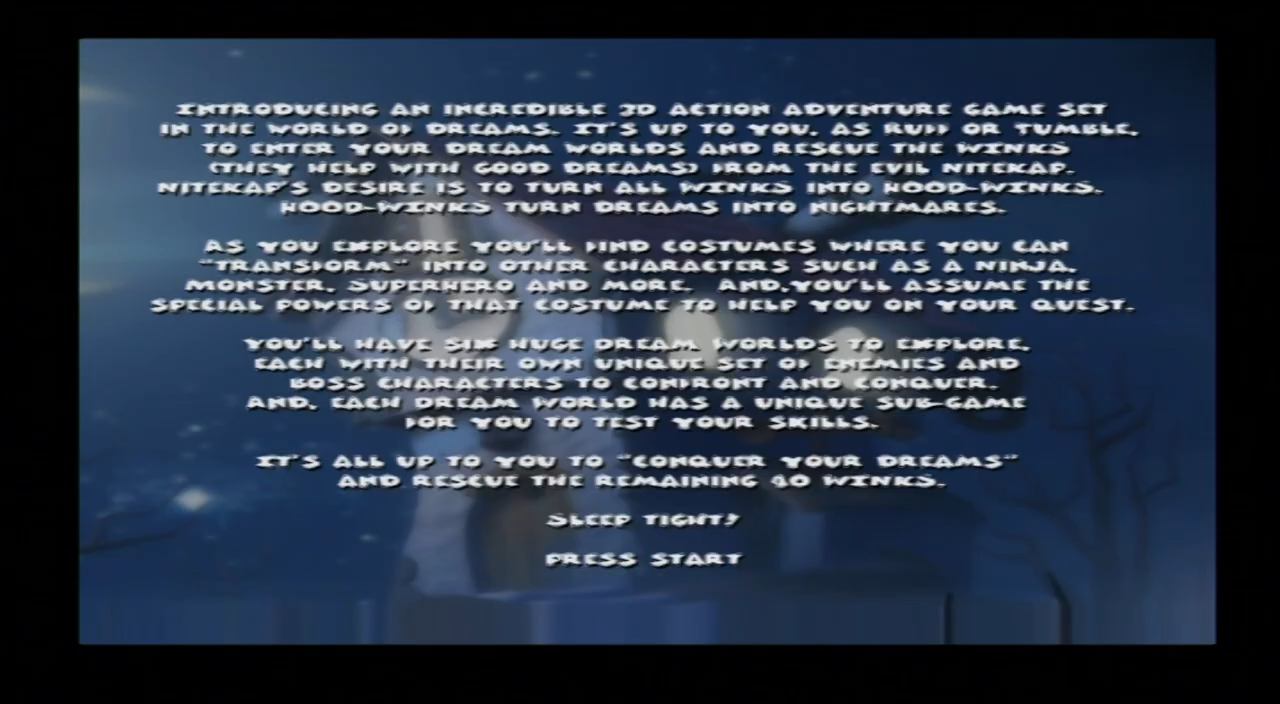 INTRODUCING AN INCREDIBLE 3D ACTION ADVENTURE GAME SET
IN THE WORLD OF DREAMS. IT'S UP TO YOU, AS RUFF OR TUMBLE,
TO ENTER YOUR DREAM WORLDS AND RESCUE THE WINKS
(THEY HELP WITH GOOD DREAMS) FROM THE EVIL NITEKAP.
NITEKAP'S DESIRE IS TO TURN ALL WINKS INTO HOOD-WINKS.
HOOD-WINKS TURN DREAMS INTO NIGHTMARES.
AS YOU EXPLORE YOU'LL FIND COSTUMES WHERE YOU CAN
"TRANSFORM" INTO OTHER CHARACTERS SUCH AS A NINJA,
MONSTER, SUPERHERO AND MORE. AND,YOU'LL ASSUME THE
SPECIAL POWERS OF THAT COSTUME TO HELP YOU ON YOUR QUEST.
YOU'LL HAVE SIX HUGE DREAM WORLDS TO EXPLORE,
EACH WITH THEIR OWN UNIQUE SET OF ENEMIES AND
BOSS CHARACTERS TO CONFRONT AND CONQUER.
AND, EACH DREAM WORLD HAS A UNIQUE SUB-GAME
FOR YOU TO TEST YOUR SKILLS.
IT'S ALL UP TO YOU TO "CONQUER YOUR DREAMS"
AND RESCUE THE REMAINING 40 WINKS.
SLEEP TIGHT!
PRESS START